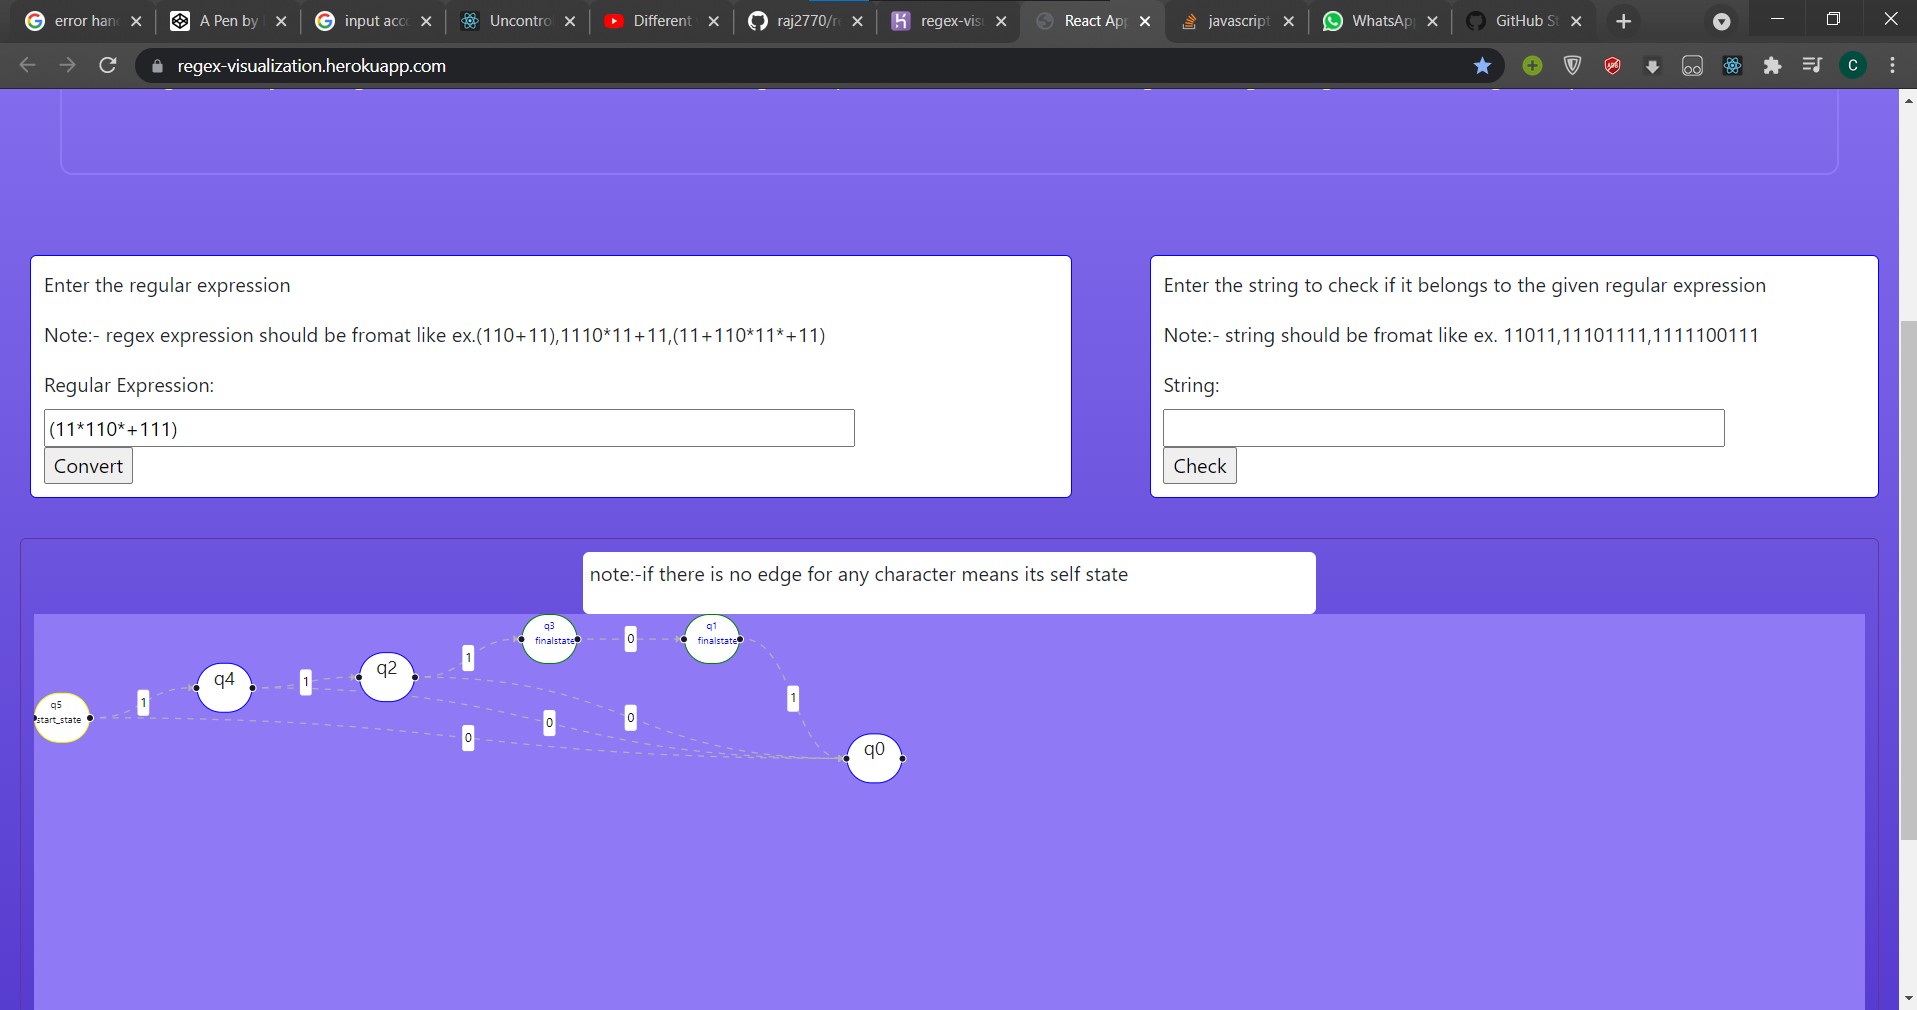 error han
A Pen by
input acc
Uncontro
Different
raj2770/r
regex-vis
React App
javascript
WhatsApp
GitHub St
regex-visualization.herokuapp.com
C
Enter the regular expression
Note:- regex expression should be fromat like ex.(110+11),1110*11+11,(11+110*11*+11)
Regular Expression:
(11*110*+111)
Convert
Enter the string to check if it belongs to the given regular expression
Note:- string should be fromat like ex. 11011,11101111,1111100111
String:
Check
note:-if there is no edge for any character means its self state
q3
finalstate
0
q1
finalstate
1
q2
q4
1
1
1
q5
start_state
0
0
0
q0